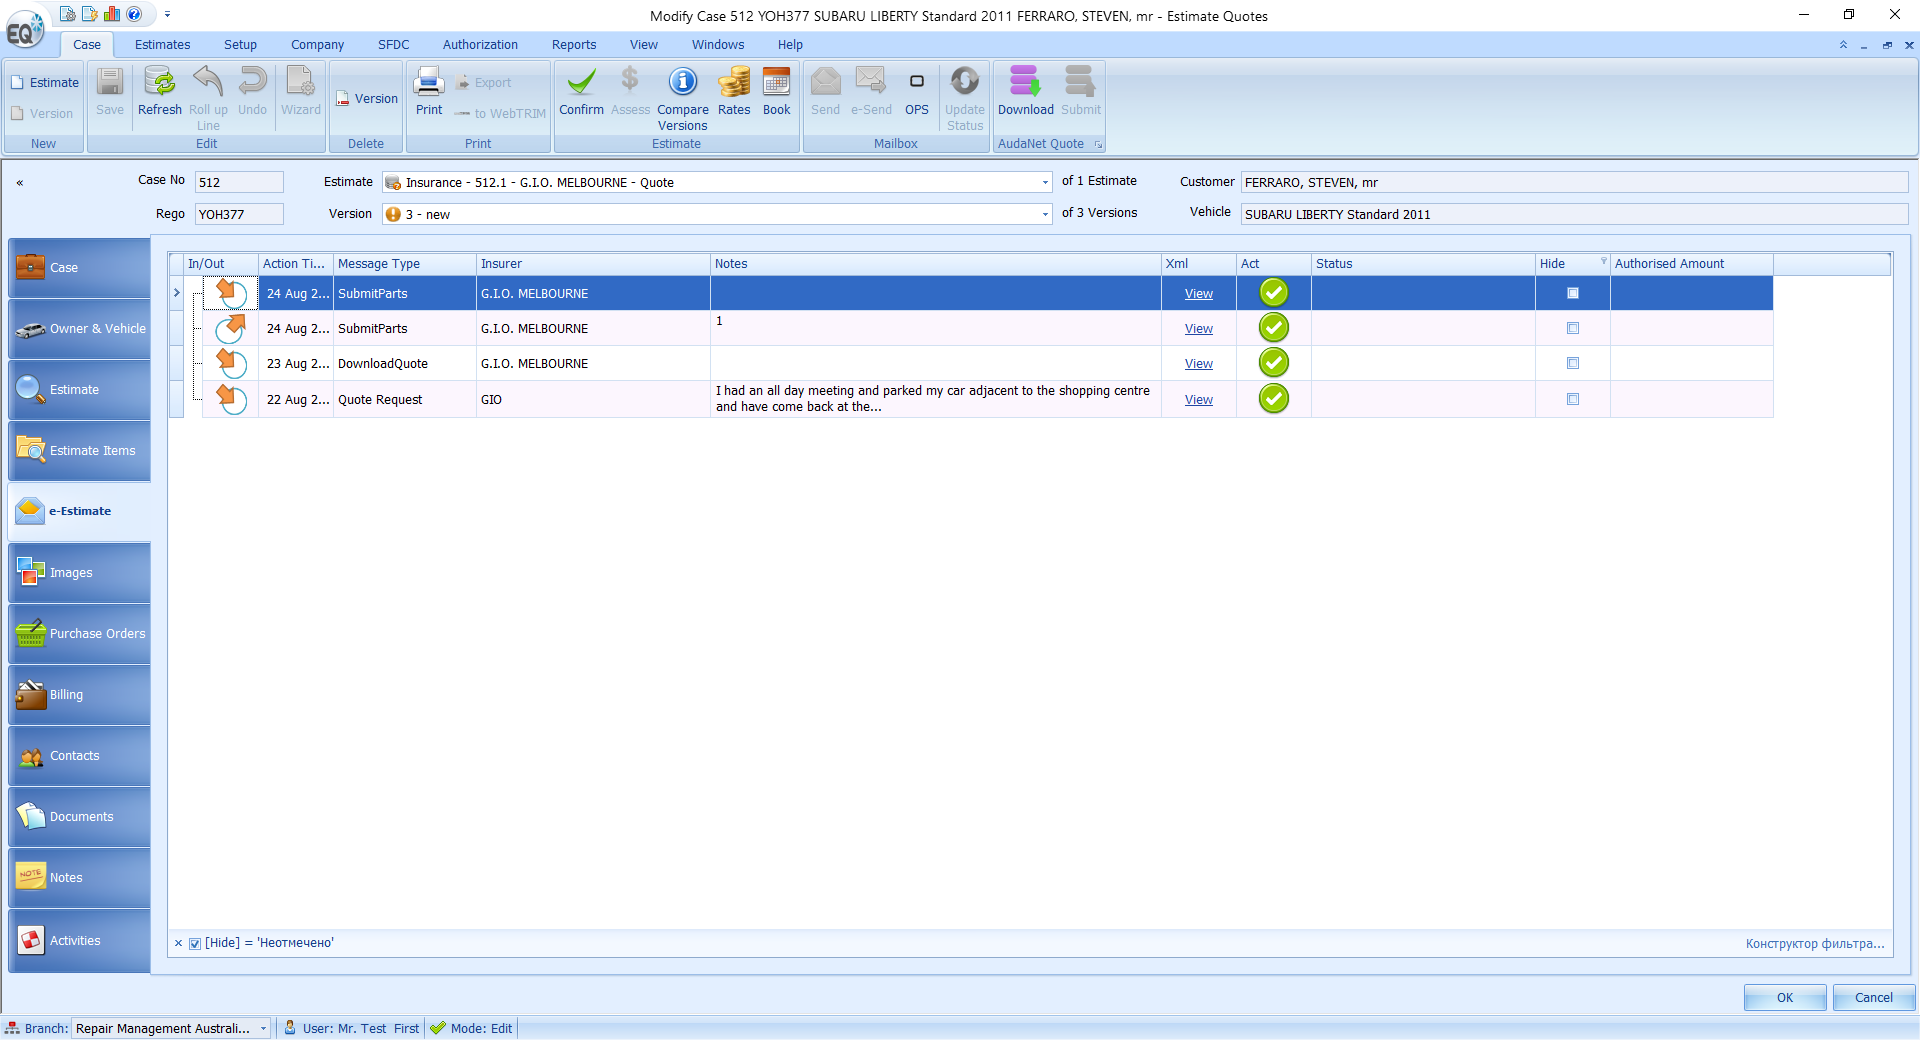 Modify Case 512 YOH377 SUBARU LIBERTY Standard 2011 FERRARO, STEVEN, mr - Estimate Quotes
EQ
Case Estimates Setup Company SFDC Authorization Reports View Windows Help
Estimate
Version
New
Save Refresh Roll up Line Undo Wizard
Edit
Version
Delete
Print Export
to WebTRIM
Print
Confirm Assess Compare Versions Rates Book
Estimate
Send e-Send OPS Update Status
Mailbox
Download Submit
AudaNet Quote
« Case No 512 Estimate Insurance - 512.1 - G.I.O. MELBOURNE - Quote of 1 Estimate Customer FERRARO, STEVEN, mr
Rego YOH377 Version 3 - new of 3 Versions Vehicle SUBARU LIBERTY Standard 2011
Case
Owner & Vehicle
Estimate
Estimate Items
e-Estimate
Images
Purchase Orders
Billing
Contacts
Documents
NOTE
Notes
Activities
In/Out Action Ti... Message Type Insurer Notes Xml Act Status Hide Authorised Amount
24 Aug 2... SubmitParts G.I.O. MELBOURNE View
24 Aug 2... SubmitParts G.I.O. MELBOURNE 1 View
23 Aug 2... DownloadQuote G.I.O. MELBOURNE View
22 Aug 2... Quote Request GIO I had an all day meeting and parked my car adjacent to the shopping centre and have come back at the... View
[Hide] = 'Неотмечено' Конструктор фильтра...
OK Cancel
Branch: Repair Management Australi... User: Mr. Test First Mode: Edit